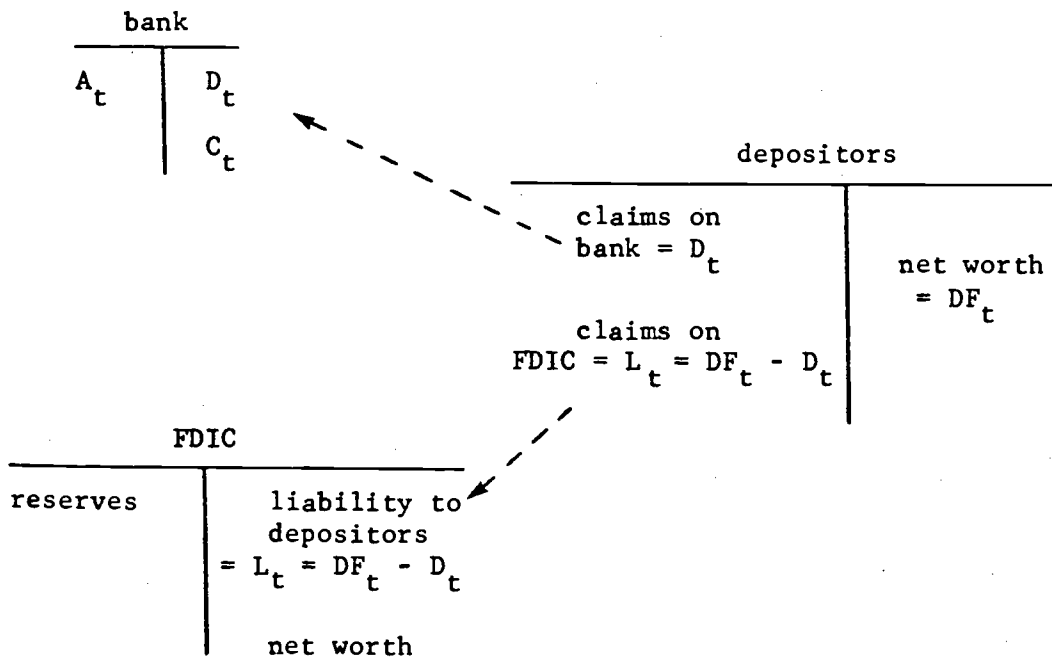 bank
A_t D_t
C_t
depositors
claims on
bank = D_t
net worth
= DF_t
claims on
FDIC = L_t = DF_t - D_t
FDIC
reserves liability to
depositors
= L_t = DF_t - D_t
net worth